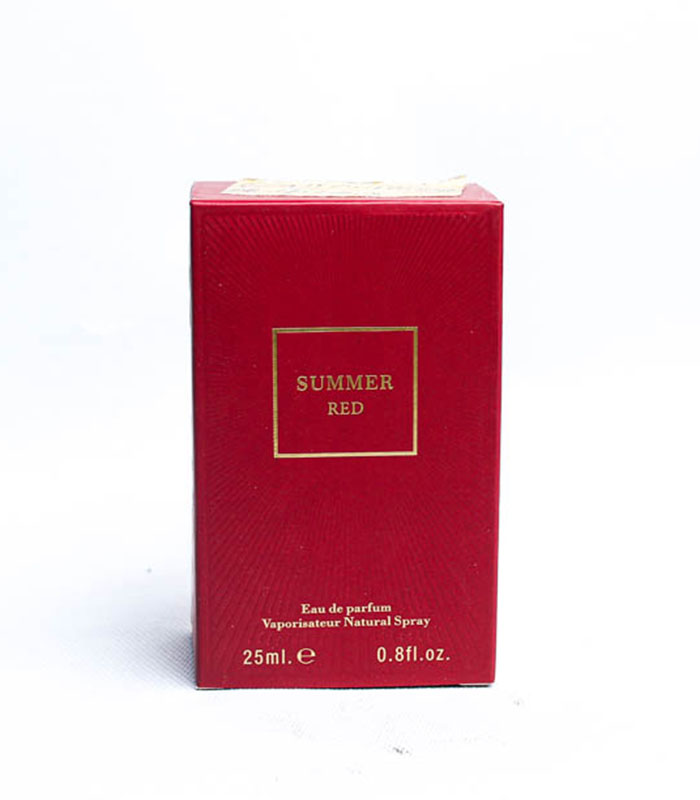 SUMMER
RED
Eau de parfum
Vaporisateur Natural Spray
25ml. ℮ 0.8fl.oz.